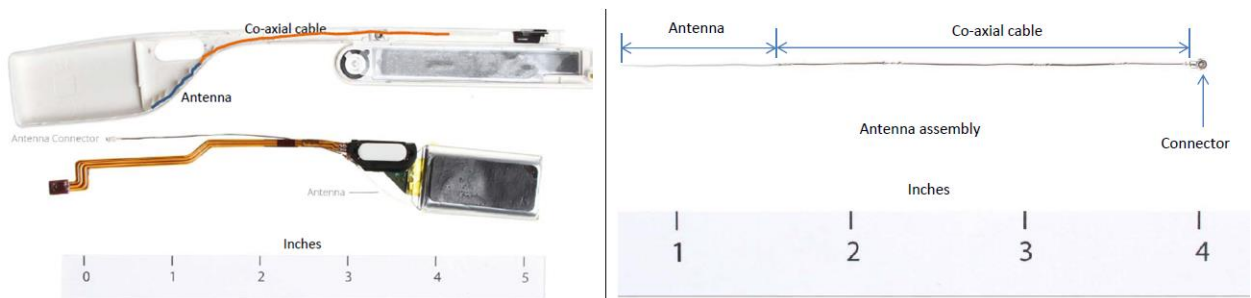 Co-axial cable
Antenna
Antenna Connector
Antenna
Inches
0 1 2 3 4 5
Antenna Co-axial cable
Antenna assembly
Connector
Inches
1 2 3 4